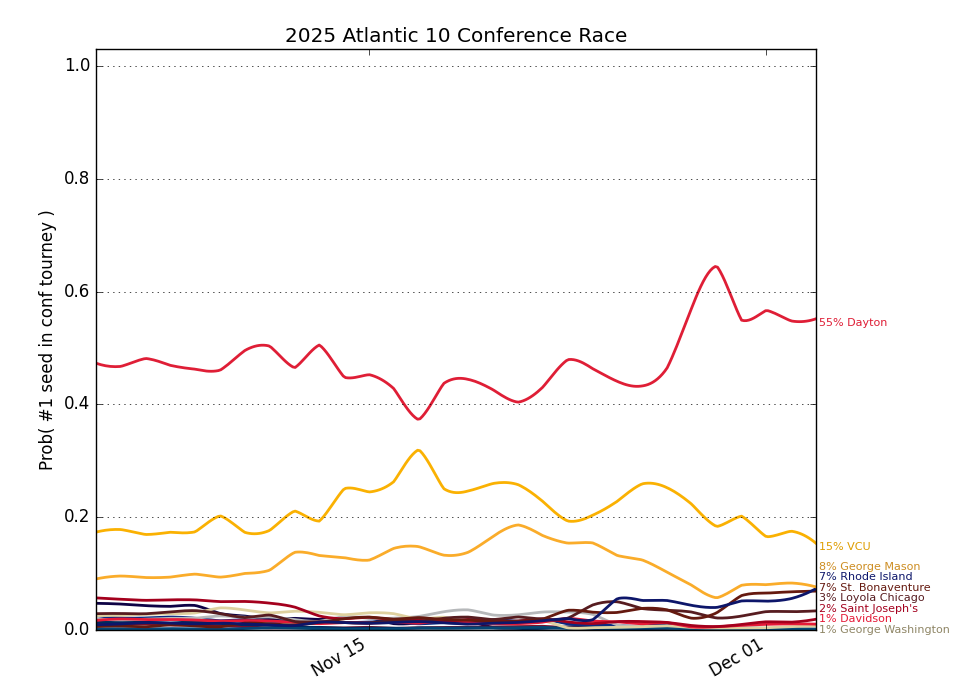 2025 Atlantic 10 Conference Race
Prob( #1 seed in conf tourney )
1.0
0.8
0.6
0.4
0.2
0.0
Nov 15
Dec 01
55% Dayton
15% VCU
8% George Mason
7% Rhode Island
7% St. Bonaventure
3% Loyola Chicago
2% Saint Joseph's
1% Davidson
1% George Washington